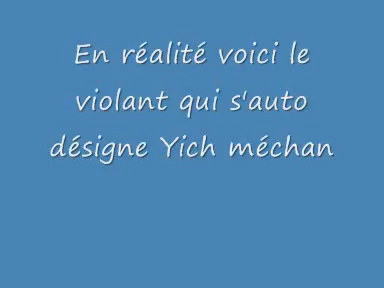 En réalité voici le
violant qui s'auto
désigne Yich méchan